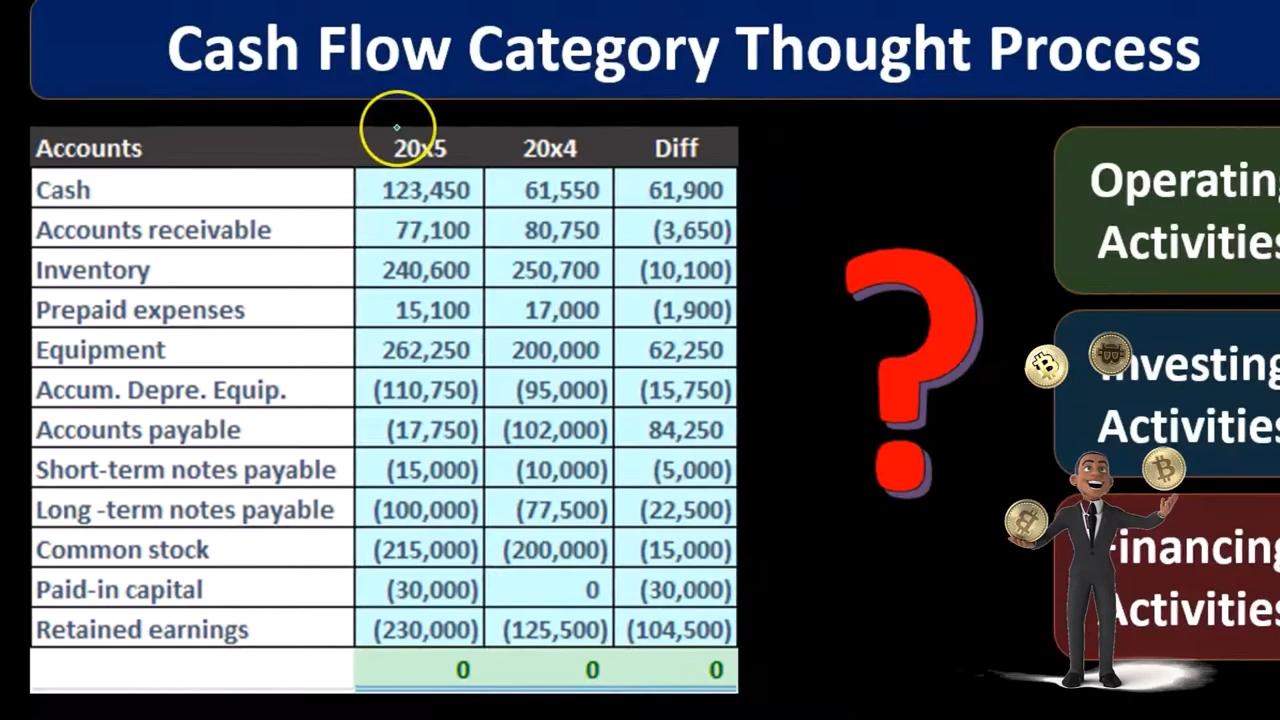 Cash Flow Category Thought Process
Accounts 20x5 20x4 Diff
Cash 123,450 61,550 61,900
Accounts receivable 77,100 80,750 (3,650)
Inventory 240,600 250,700 (10,100)
Prepaid expenses 15,100 17,000 (1,900)
Equipment 262,250 200,000 62,250
Accum. Depre. Equip. (110,750) (95,000) (15,750)
Accounts payable (17,750) (102,000) 84,250
Short-term notes payable (15,000) (10,000) (5,000)
Long -term notes payable (100,000) (77,500) (22,500)
Common stock (215,000) (200,000) (15,000)
Paid-in capital (30,000) 0 (30,000)
Retained earnings (230,000) (125,500) (104,500)
0 0 0
?
Operating
Activities
Investing
Activities
Financing
Activities